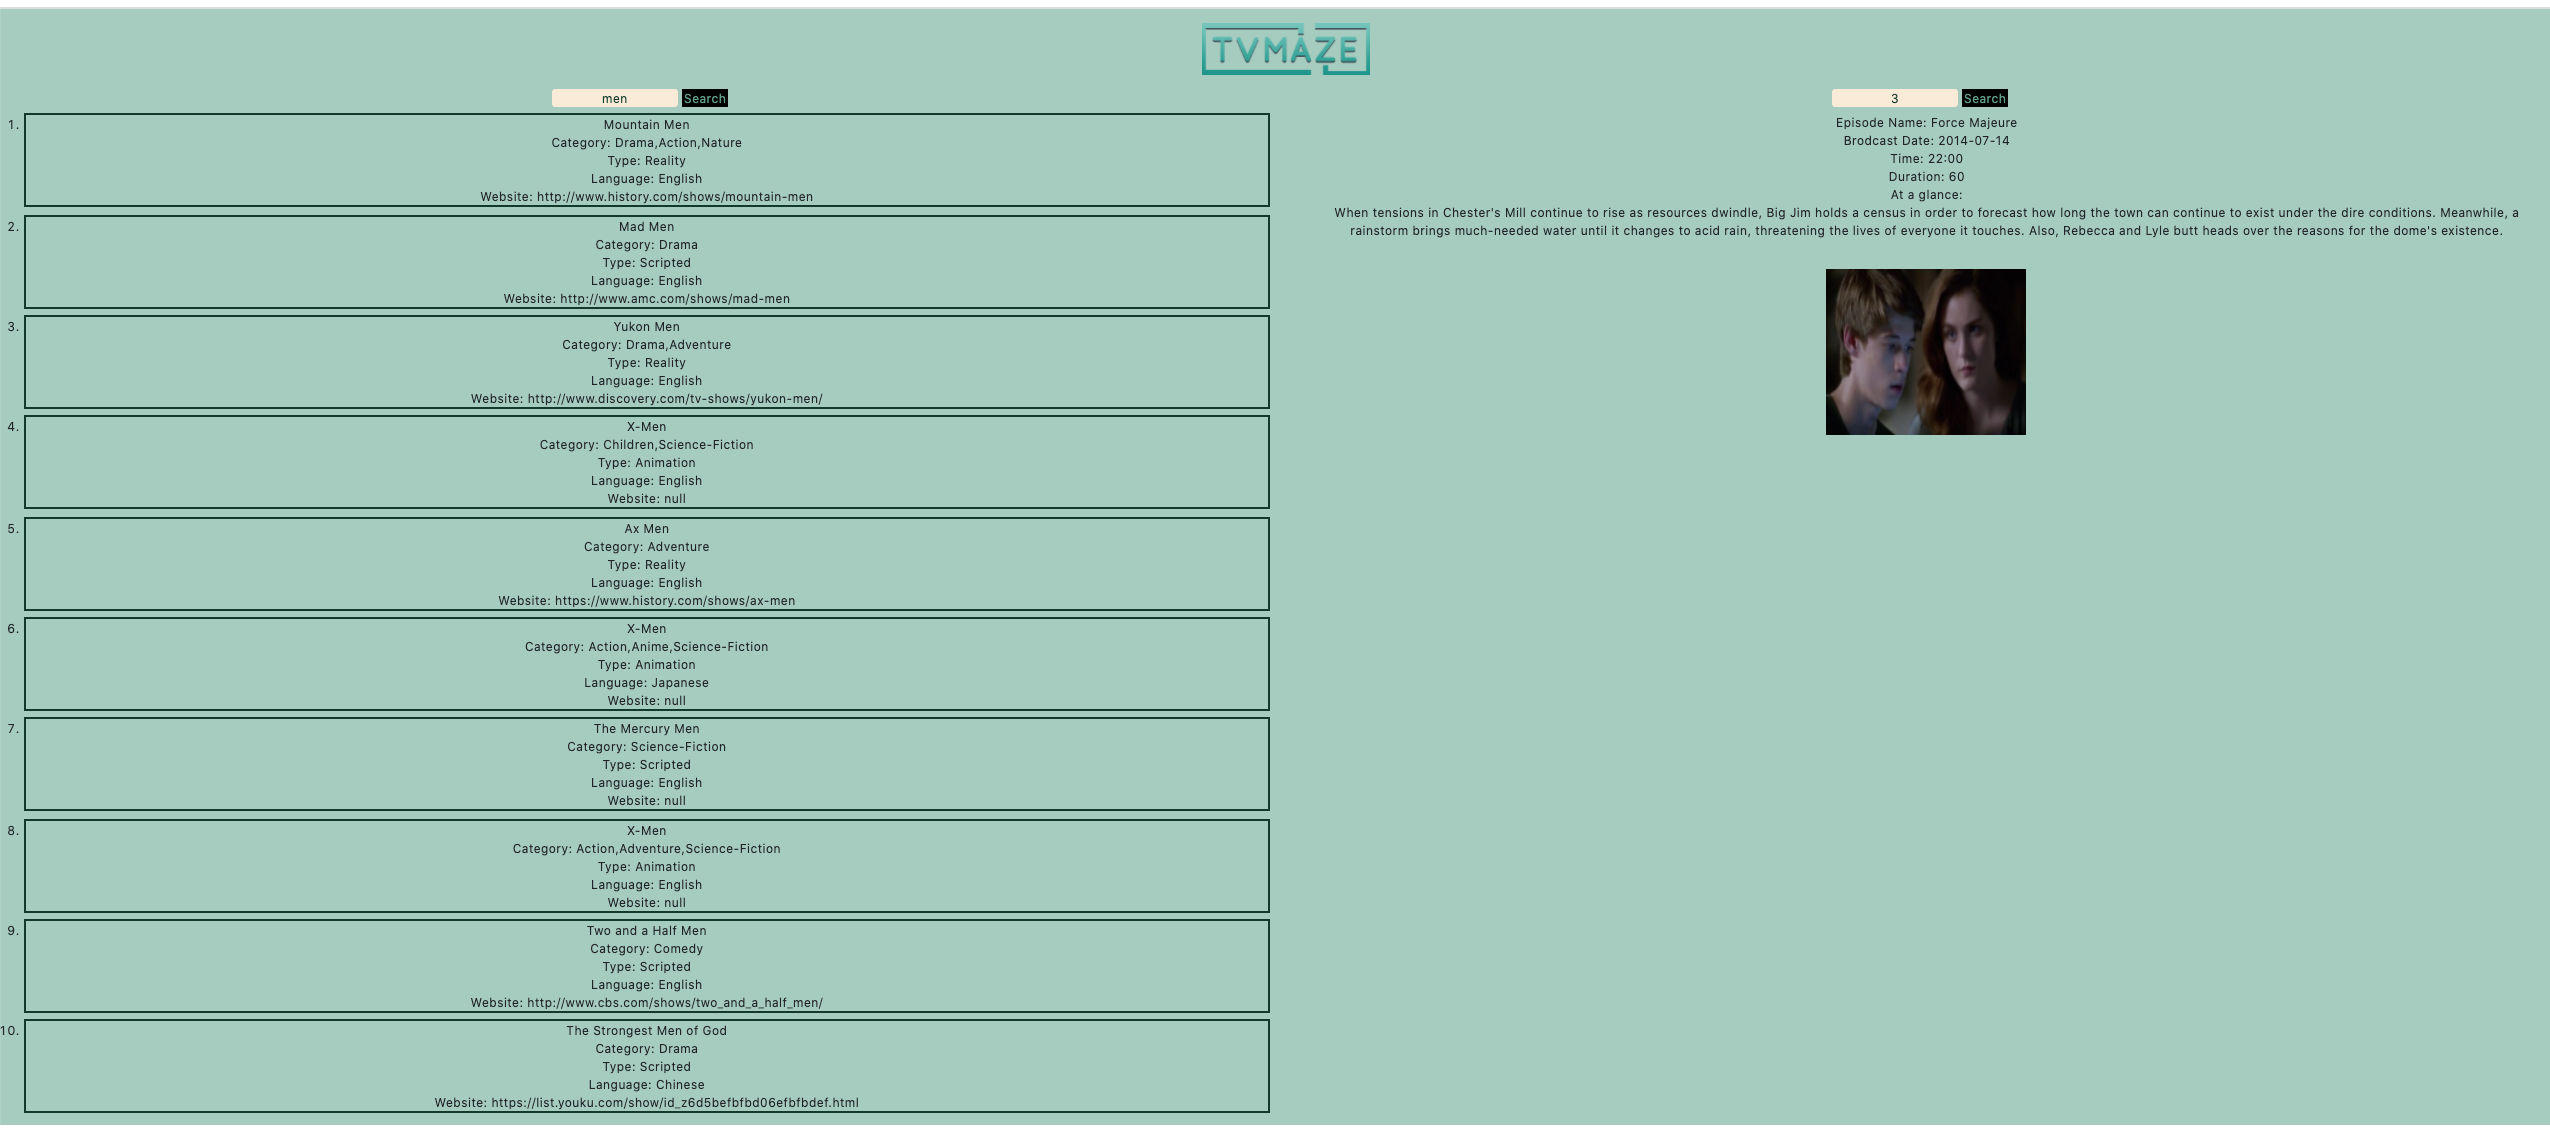 TVMAZE
men Search
1. Mountain Men
Category: Drama,Action,Nature
Type: Reality
Language: English
Website: http://www.history.com/shows/mountain-men
2. Mad Men
Category: Drama
Type: Scripted
Language: English
Website: http://www.amc.com/shows/mad-men
3. Yukon Men
Category: Drama,Adventure
Type: Reality
Language: English
Website: http://www.discovery.com/tv-shows/yukon-men/
4. X-Men
Category: Children,Science-Fiction
Type: Animation
Language: English
Website: null
5. Ax Men
Category: Adventure
Type: Reality
Language: English
Website: https://www.history.com/shows/ax-men
6. X-Men
Category: Action,Anime,Science-Fiction
Type: Animation
Language: Japanese
Website: null
7. The Mercury Men
Category: Science-Fiction
Type: Scripted
Language: English
Website: null
8. X-Men
Category: Action,Adventure,Science-Fiction
Type: Animation
Language: English
Website: null
9. Two and a Half Men
Category: Comedy
Type: Scripted
Language: English
Website: http://www.cbs.com/shows/two_and_a_half_men/
10. The Strongest Men of God
Category: Drama
Type: Scripted
Language: Chinese
Website: https://list.youku.com/show/id_z6d5befbfbd06efbfbdef.html
3 Search
Episode Name: Force Majeure
Brodcast Date: 2014-07-14
Time: 22:00
Duration: 60
At a glance:
When tensions in Chester's Mill continue to rise as resources dwindle, Big Jim holds a census in order to forecast how long the town can continue to exist under the dire conditions. Meanwhile, a
rainstorm brings much-needed water until it changes to acid rain, threatening the lives of everyone it touches. Also, Rebecca and Lyle butt heads over the reasons for the dome's existence.